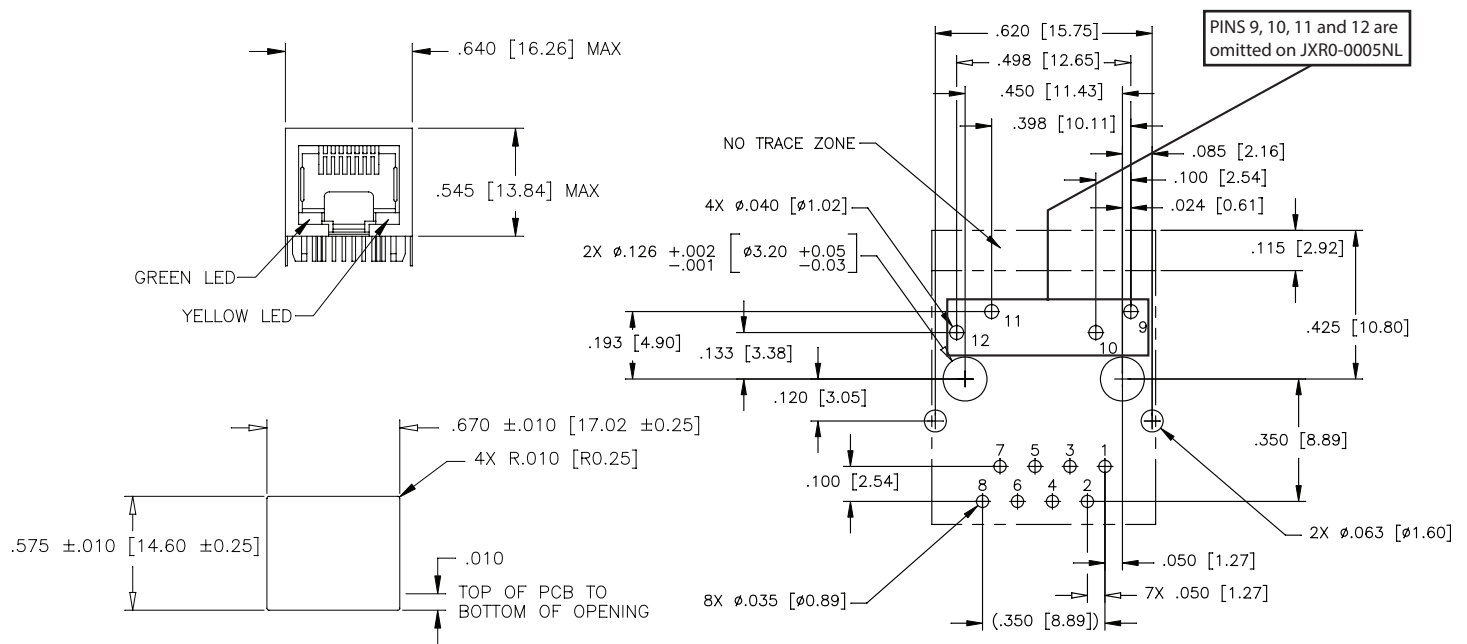 .640 [16.26] MAX
.545 [13.84] MAX
GREEN LED
YELLOW LED
.670 ±.010 [17.02 ±0.25]
4X R.010 [R0.25]
.575 ±.010 [14.60 ±0.25]
.010
TOP OF PCB TO
BOTTOM OF OPENING
PINS 9, 10, 11 and 12 are
omitted on JXR0-0005NL
.620 [15.75]
.498 [12.65]
.450 [11.43]
.398 [10.11]
NO TRACE ZONE
.085 [2.16]
.100 [2.54]
.024 [0.61]
4X ø.040 [ø1.02]
2X ø.126 +.002 -.001 [ø3.20 +0.05 -0.03]
.115 [2.92]
.425 [10.80]
11
9
12
10
.193 [4.90]
.133 [3.38]
.120 [3.05]
.350 [8.89]
7 5 3 1
.100 [2.54]
8 6 4 2
2X ø.063 [ø1.60]
.050 [1.27]
8X ø.035 [ø0.89]
7X .050 [1.27]
(.350 [8.89])